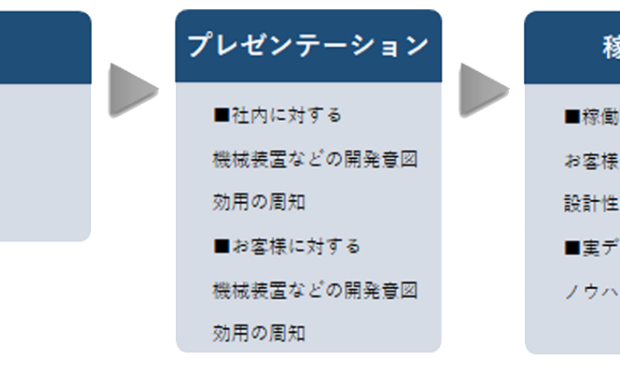 プレゼンテーション
■社内に対する
機械装置などの開発意図
効用の周知
■お客様に対する
機械装置などの開発意図
効用の周知
稼
■稼働
お客様
設計性
■実デ
ノウハ